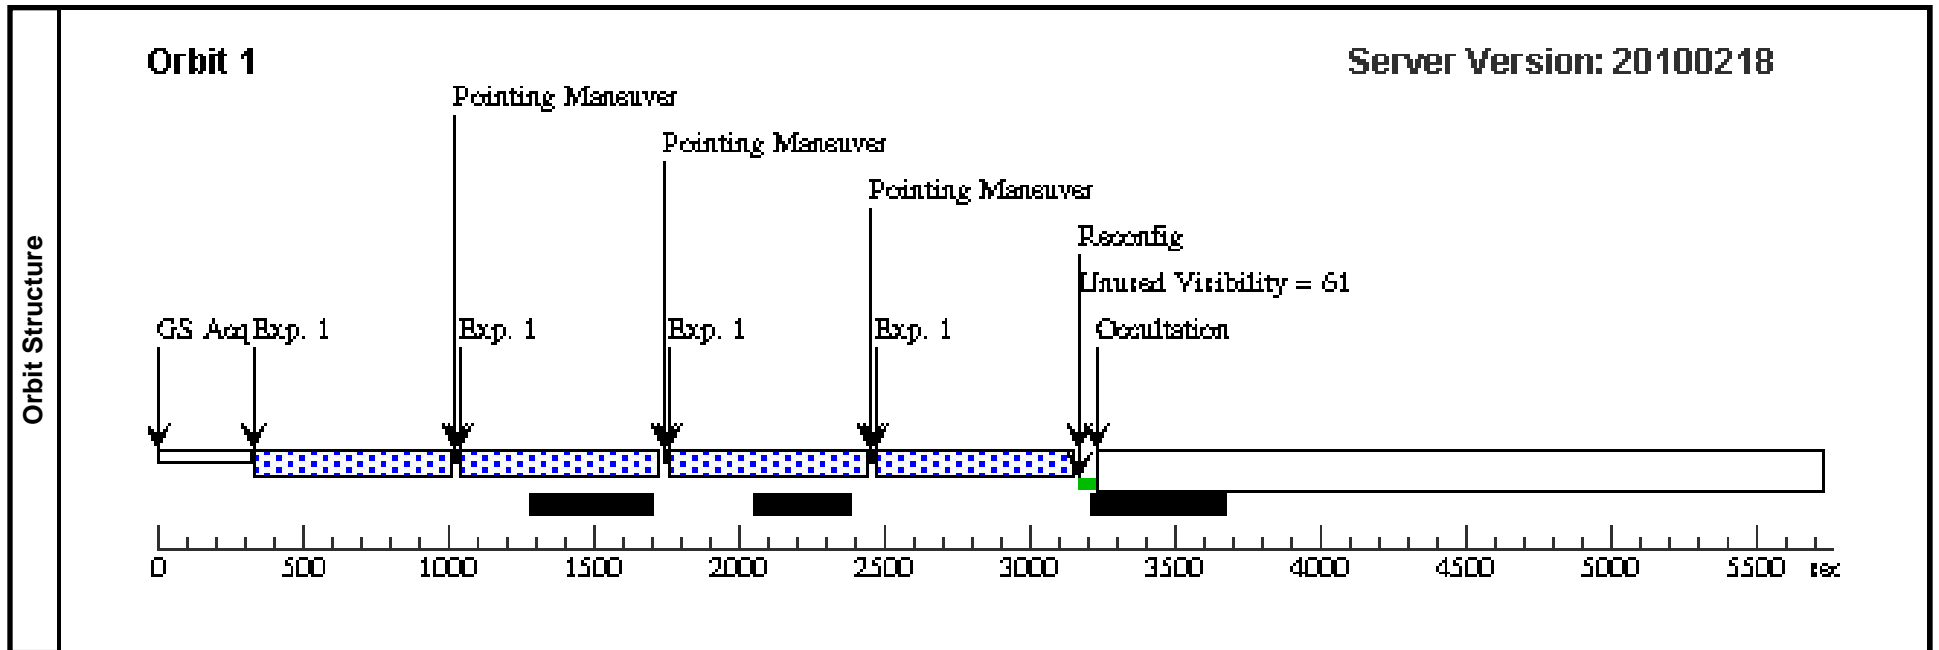 Orbit Structure
Orbit 1
Server Version: 20100218
Pointing Maneuver
Pointing Maneuver
Pointing Maneuver
Reconfig
Unused Visibility = 61
GS Acq Exp. 1 Exp. 1 Exp. 1 Exp. 1 Occultation
0 500 1000 1500 2000 2500 3000 3500 4000 4500 5000 5500 sec